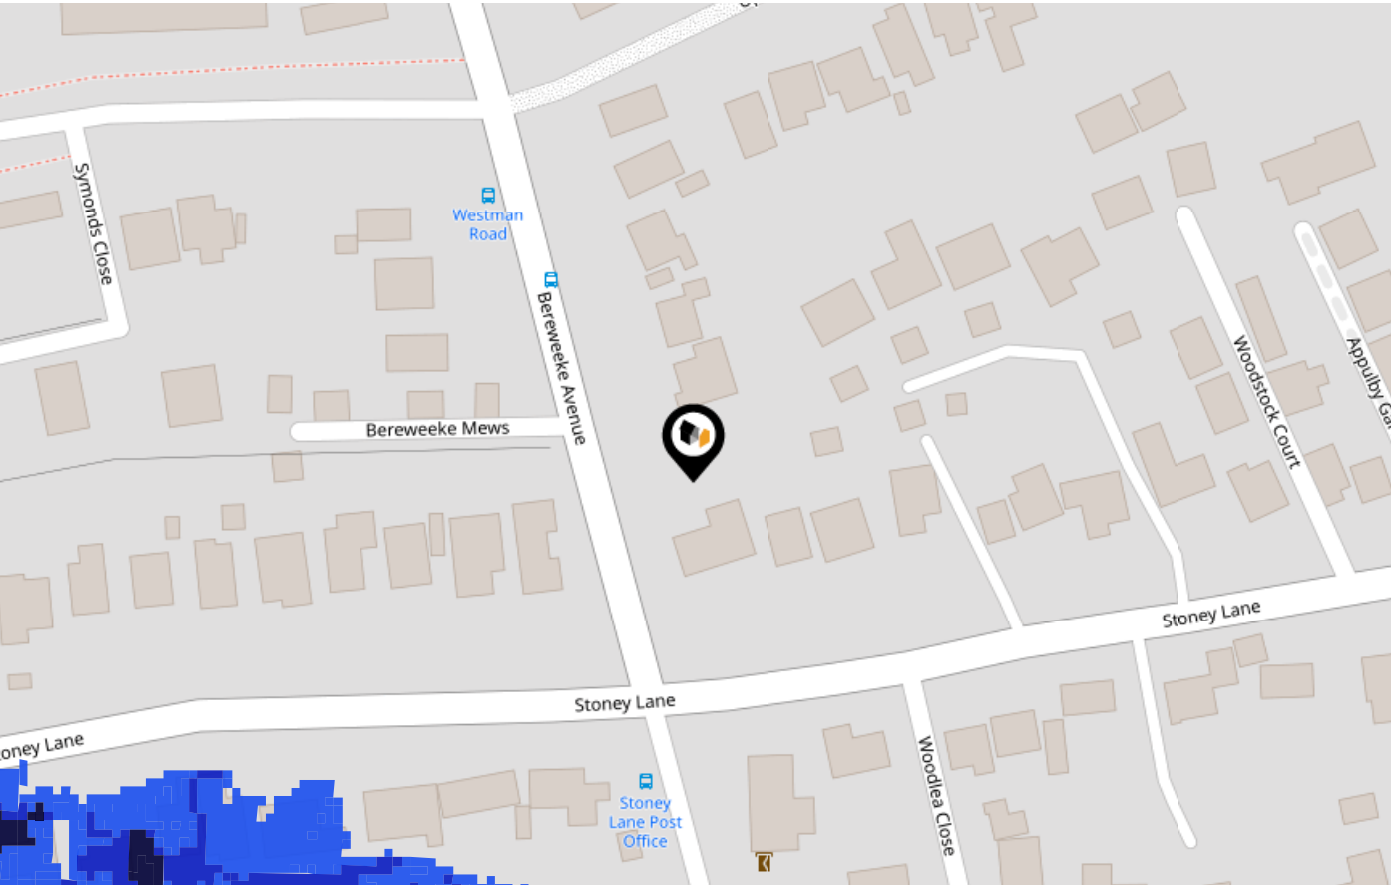 Symonds Close
Westman
Road
Bereweeke Avenue
Bereweeke Mews
Woodstock Court
Appulby
Stoney Lane
Stoney Lane
Lane
Woodlea Close
Stoney
Lane Post
Office